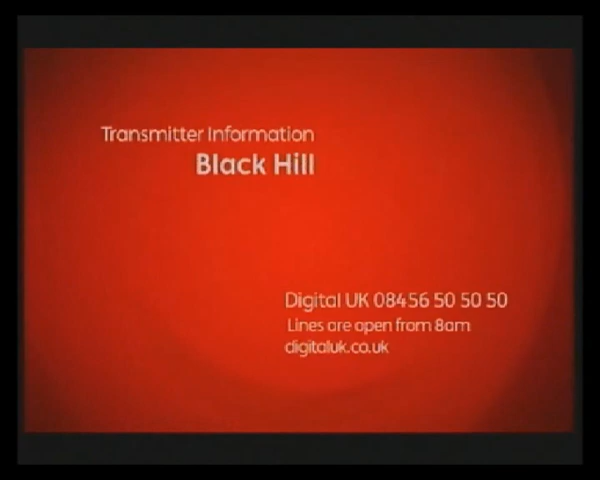 Transmitter Information
Black Hill
Digital UK 08456 50 50 50
Lines are open from 8am
digitaluk.co.uk